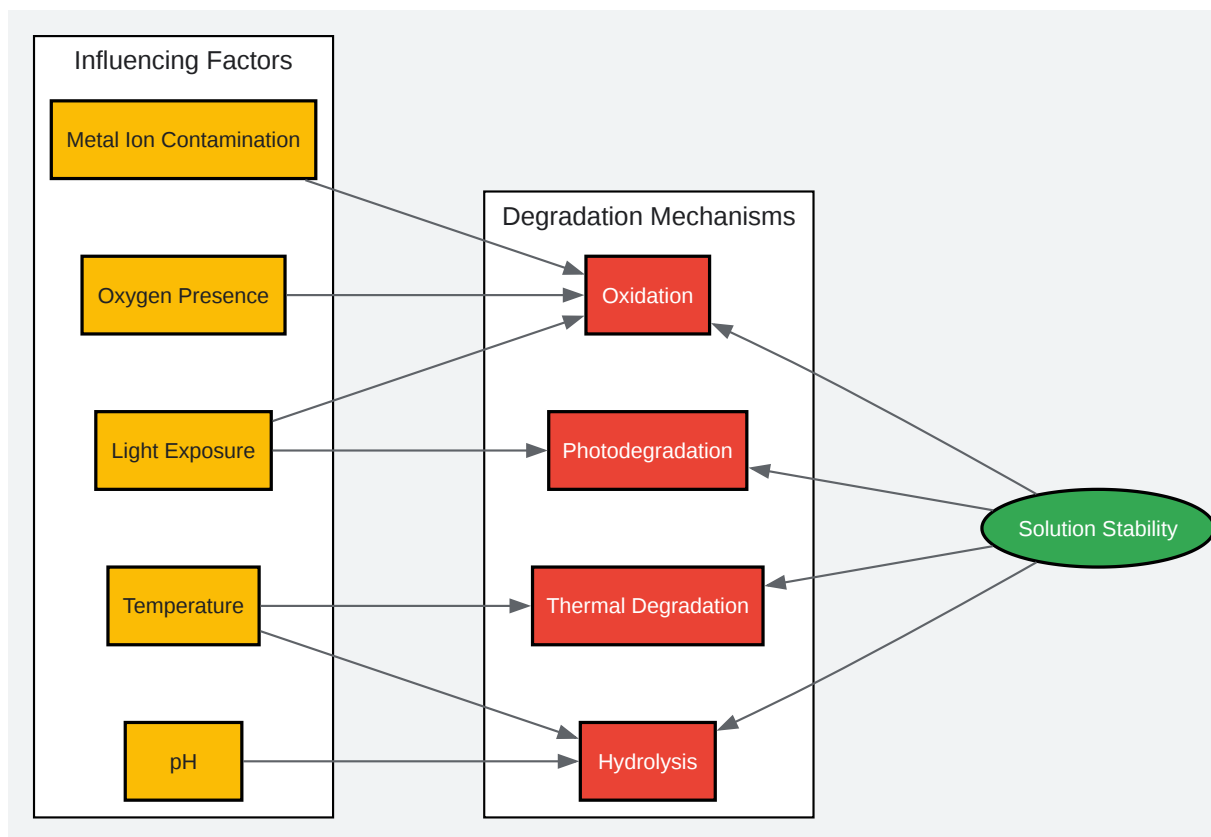 Influencing Factors
Metal Ion Contamination
Oxygen Presence
Light Exposure
Temperature
pH
Degradation Mechanisms
Oxidation
Photodegradation
Thermal Degradation
Hydrolysis
Solution Stability